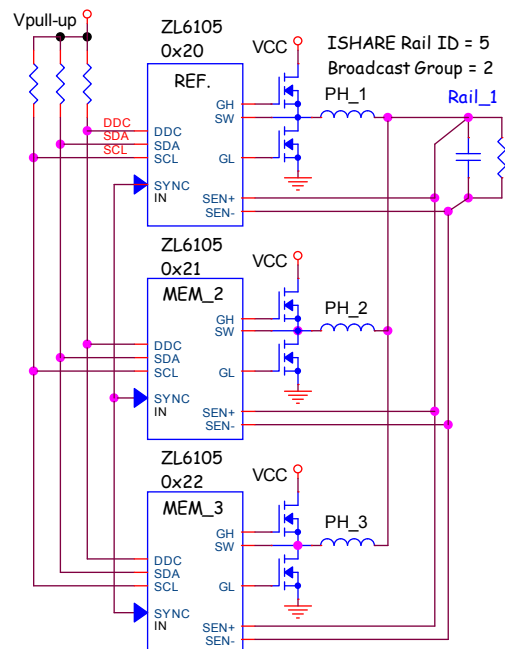 Vpull-up
ZL6105
0x20
REF.
VCC
ISHARE Rail ID = 5
Broadcast Group = 2
PH_1
Rail_1
GH
SW
GL
DDC
SDA
SCL
DDC
SDA
SCL
SYNC
IN
SEN+
SEN-
ZL6105
0x21
MEM_2
VCC
PH_2
GH
SW
GL
DDC
SDA
SCL
SYNC
IN
SEN+
SEN-
ZL6105
0x22
MEM_3
VCC
PH_3
GH
SW
GL
DDC
SDA
SCL
SYNC
IN
SEN+
SEN-